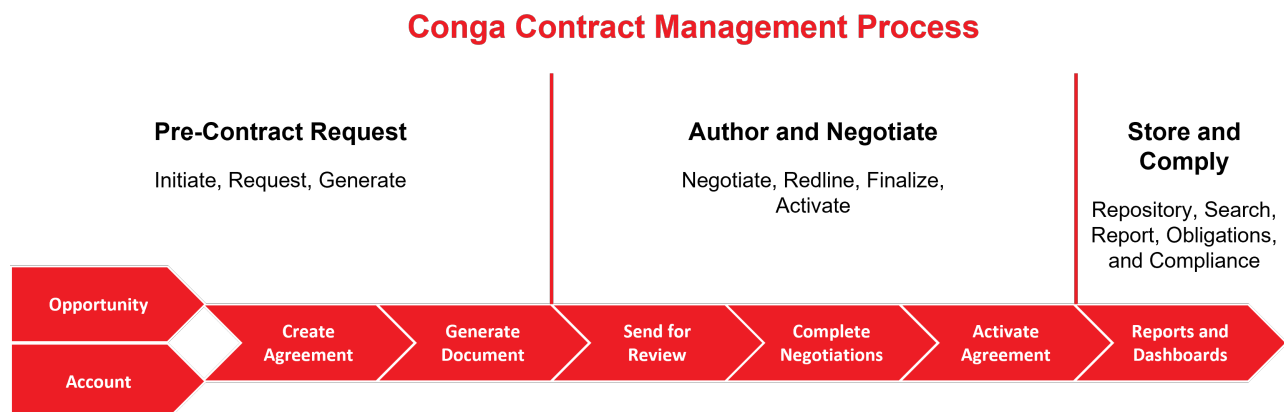 Conga Contract Management Process
Pre-Contract Request
Initiate, Request, Generate
Author and Negotiate
Negotiate, Redline, Finalize,
Activate
Store and
Comply
Repository, Search,
Report, Obligations,
and Compliance
Opportunity
Account
Create
Agreement
Generate
Document
Send for
Review
Complete
Negotiations
Activate
Agreement
Reports and
Dashboards